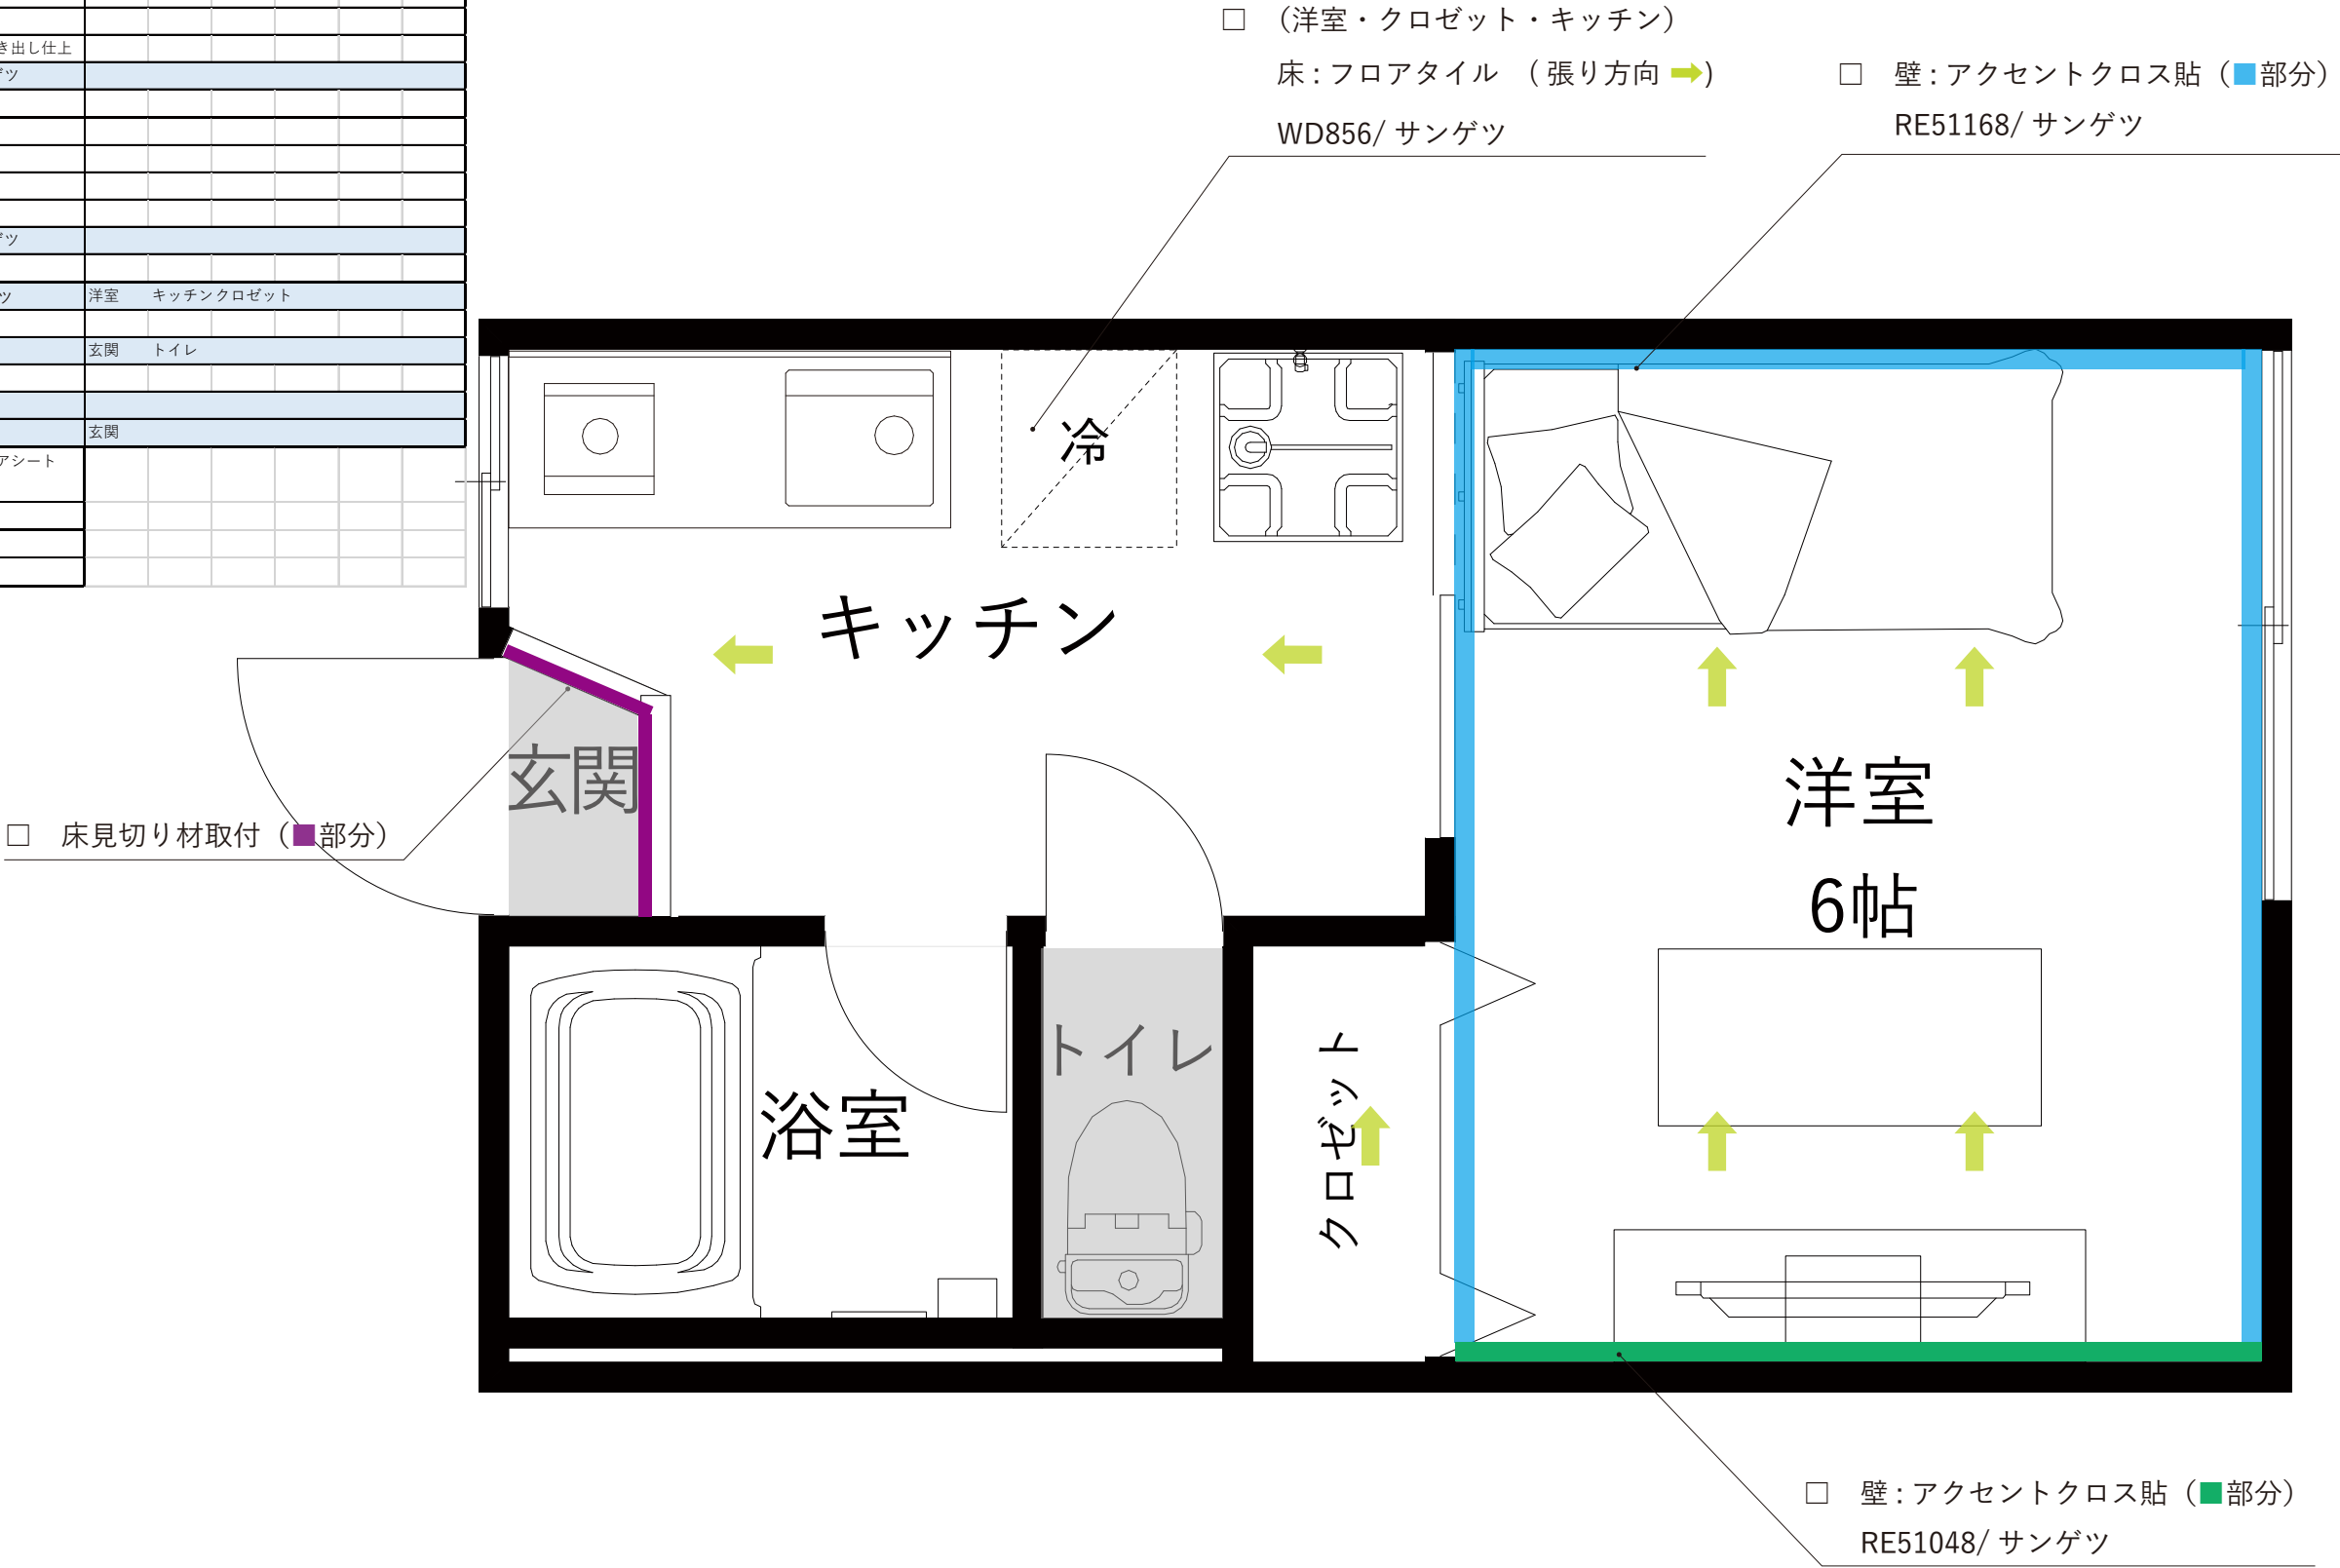 □ （洋室・クロゼット・キッチン）
床：フロアタイル （張り方向 ➡）
WD856/ サンゲツ
□ 壁：アクセントクロス貼（■部分）
RE51168/ サンゲツ
き出し仕上
洋室 キッチンクロゼット
玄関 トイレ
玄関
アシート
冷
キッチン
玄関
□ 床見切り材取付（■部分）
洋室
6帖
トイレ
浴室
クロゼット
□ 壁：アクセントクロス貼（■部分）
RE51048/ サンゲツ